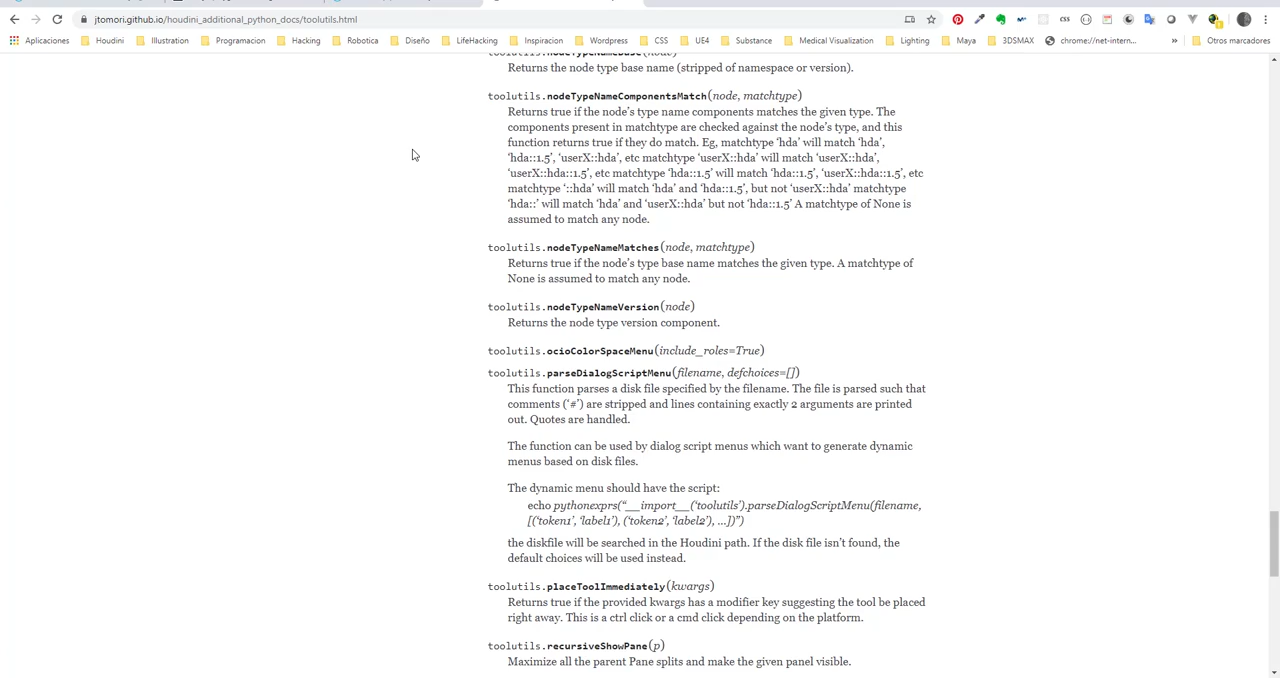 jtomori.github.io/houdini_additional_python_docs/toolutils.html
Aplicaciones Houdini Illustration Programacion Hacking Robotica Diseño LifeHacking Inspiracion Wordpress CSS UE4 Substance Medical Visualization Lighting Maya 3DSMAX chrome://net-intern... » Otros marcadores
toolutils.nodeTypeNameBase(node)
Returns the node type base name (stripped of namespace or version).
toolutils.nodeTypeNameComponentsMatch(node, matchtype)
Returns true if the node’s type name components matches the given type. The
components present in matchtype are checked against the node’s type, and this
function returns true if they do match. Eg, matchtype ‘hda’ will match ‘hda’,
‘hda::1.5’, ‘userX::hda’, etc matchtype ‘userX::hda’ will match ‘userX::hda’,
‘userX::hda::1.5’, etc matchtype ‘hda::1.5’ will match ‘hda::1.5’, ‘userX::hda::1.5’, etc
matchtype ‘::hda’ will match ‘hda’ and ‘hda::1.5’, but not ‘userX::hda’ matchtype
‘hda::’ will match ‘hda’ and ‘userX::hda’ but not ‘hda::1.5’ A matchtype of None is
assumed to match any node.
toolutils.nodeTypeNameMatches(node, matchtype)
Returns true if the node’s type base name matches the given type. A matchtype of
None is assumed to match any node.
toolutils.nodeTypeNameVersion(node)
Returns the node type version component.
toolutils.ocioColorSpaceMenu(include_roles=True)
toolutils.parseDialogScriptMenu(filename, defchoices=[])
This function parses a disk file specified by the filename. The file is parsed such that
comments (‘#’) are stripped and lines containing exactly 2 arguments are printed
out. Quotes are handled.
The function can be used by dialog script menus which want to generate dynamic
menus based on disk files.
The dynamic menu should have the script:
echo pythonexprs(“__import__(‘toolutils’).parseDialogScriptMenu(filename,
[(‘token1’, ‘label1’), (‘token2’, ‘label2’), ...])”)
the diskfile will be searched in the Houdini path. If the disk file isn’t found, the
default choices will be used instead.
toolutils.placeToolImmediately(kwargs)
Returns true if the provided kwargs has a modifier key suggesting the tool be placed
right away. This is a ctrl click or a cmd click depending on the platform.
toolutils.recursiveShowPane(p)
Maximize all the parent Pane splits and make the given panel visible.